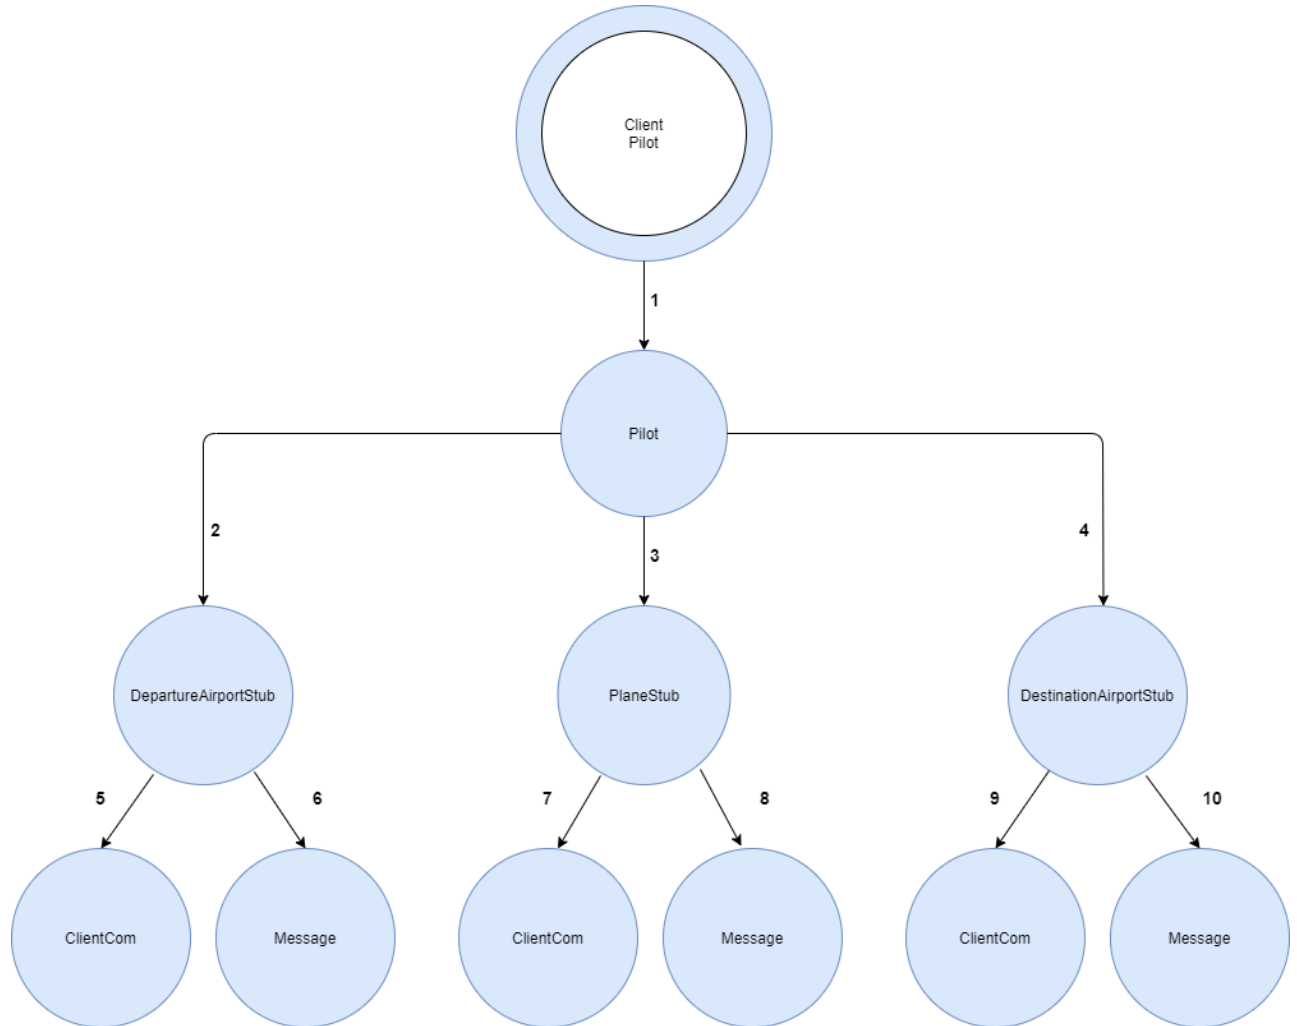 Client
Pilot
1
Pilot
2
3
4
DepartureAirportStub
PlaneStub
DestinationAirportStub
5
6
7
8
9
10
ClientCom
Message
ClientCom
Message
ClientCom
Message